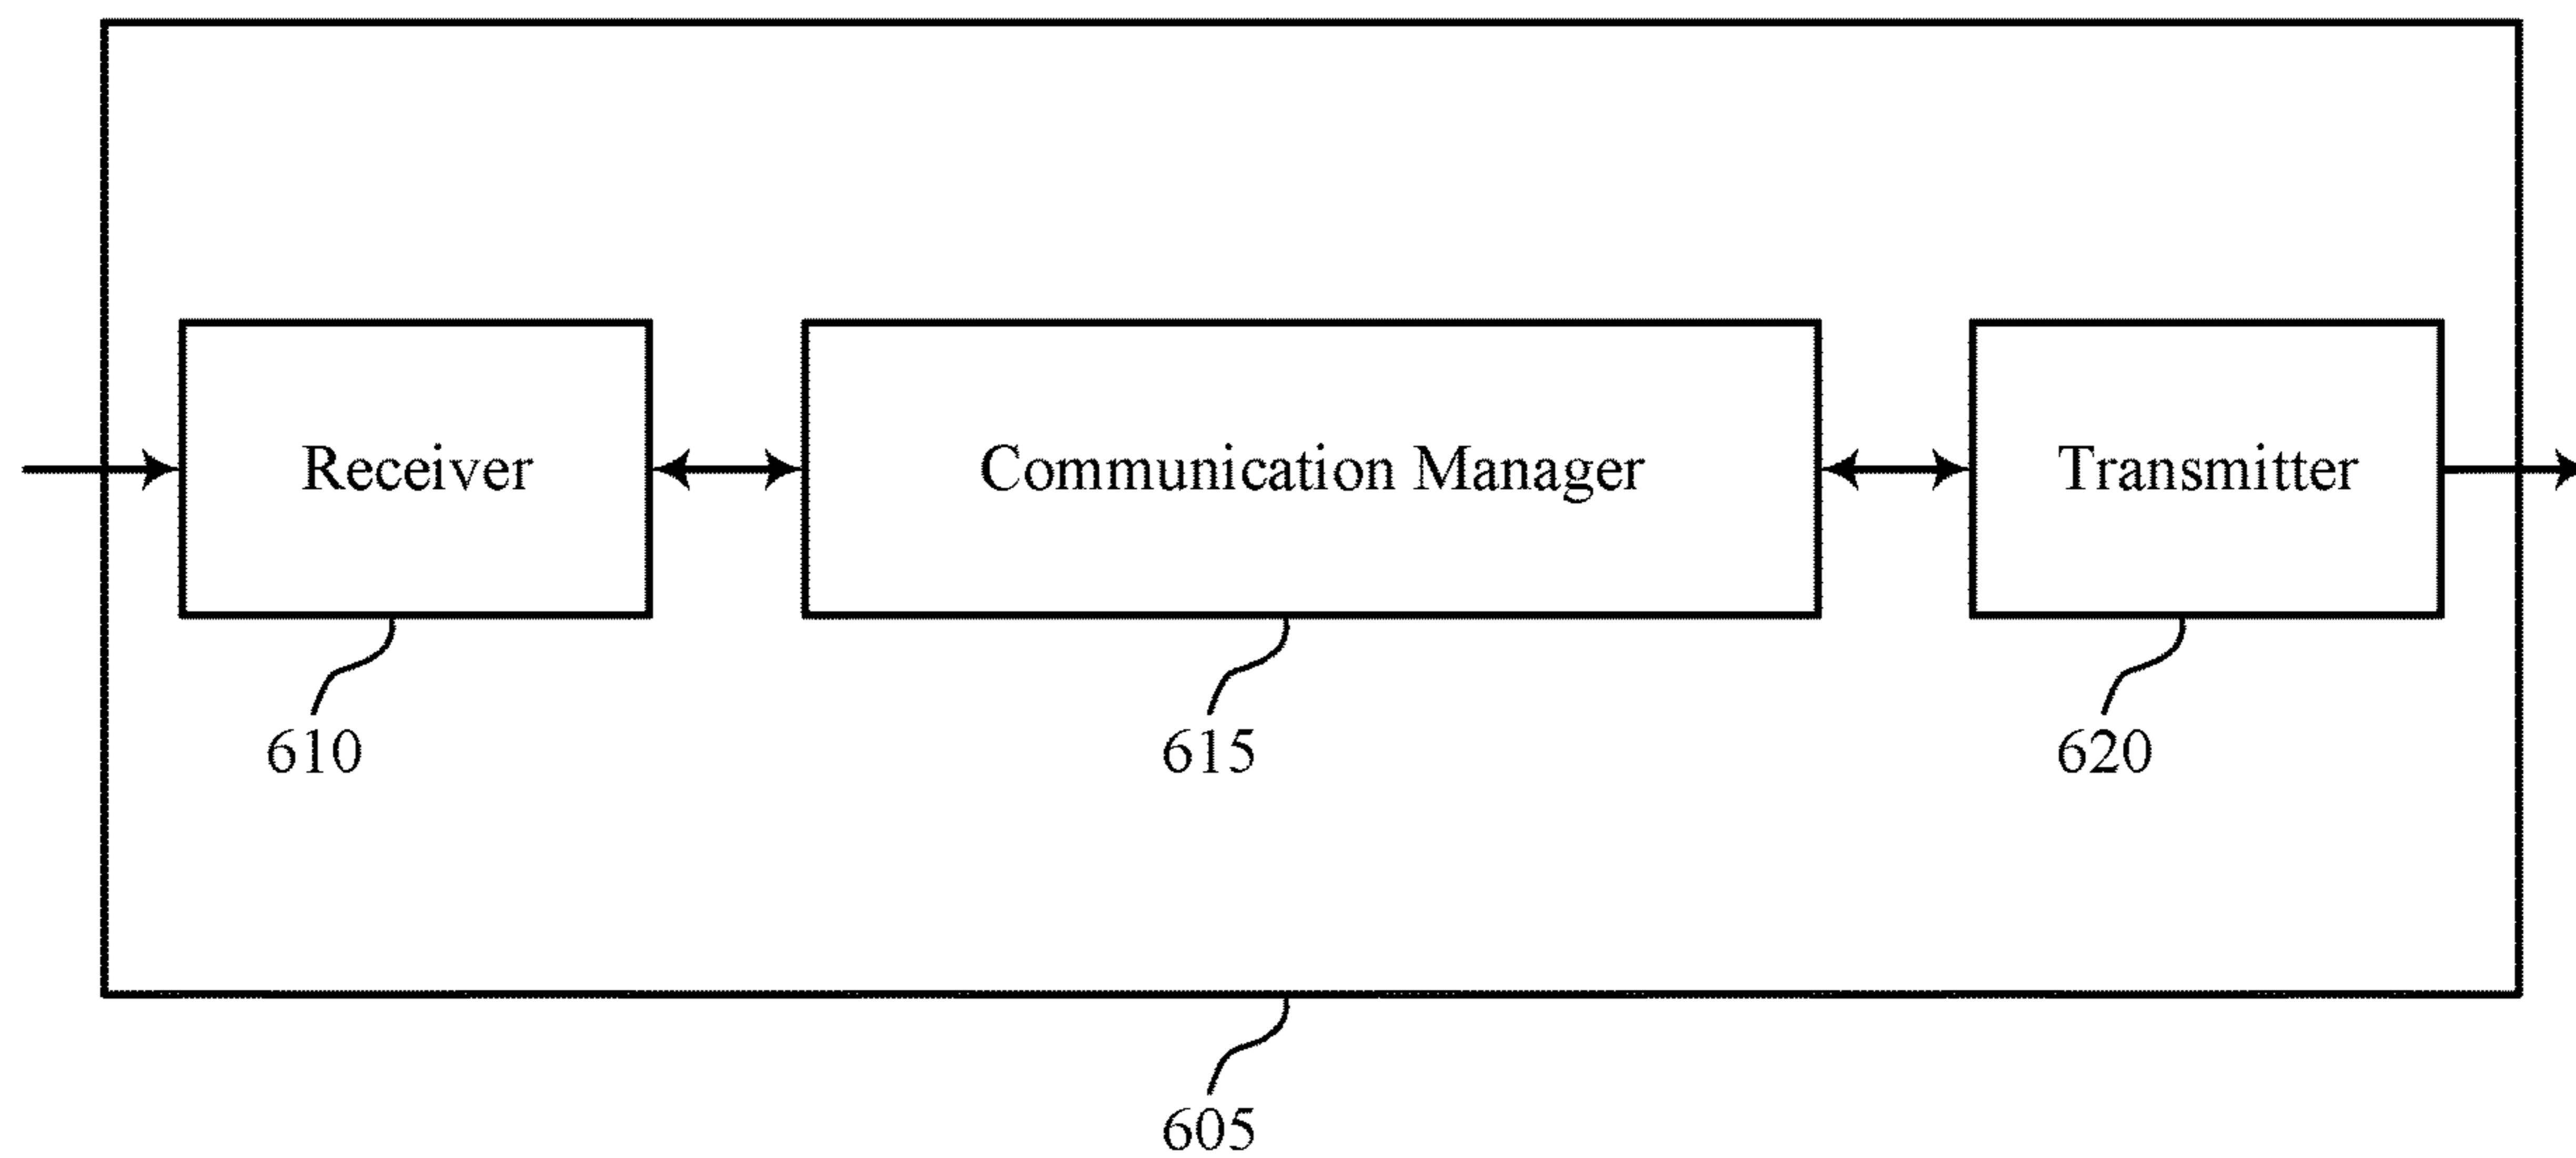 Receiver
Communication Manager
Transmitter
610
615
620
605